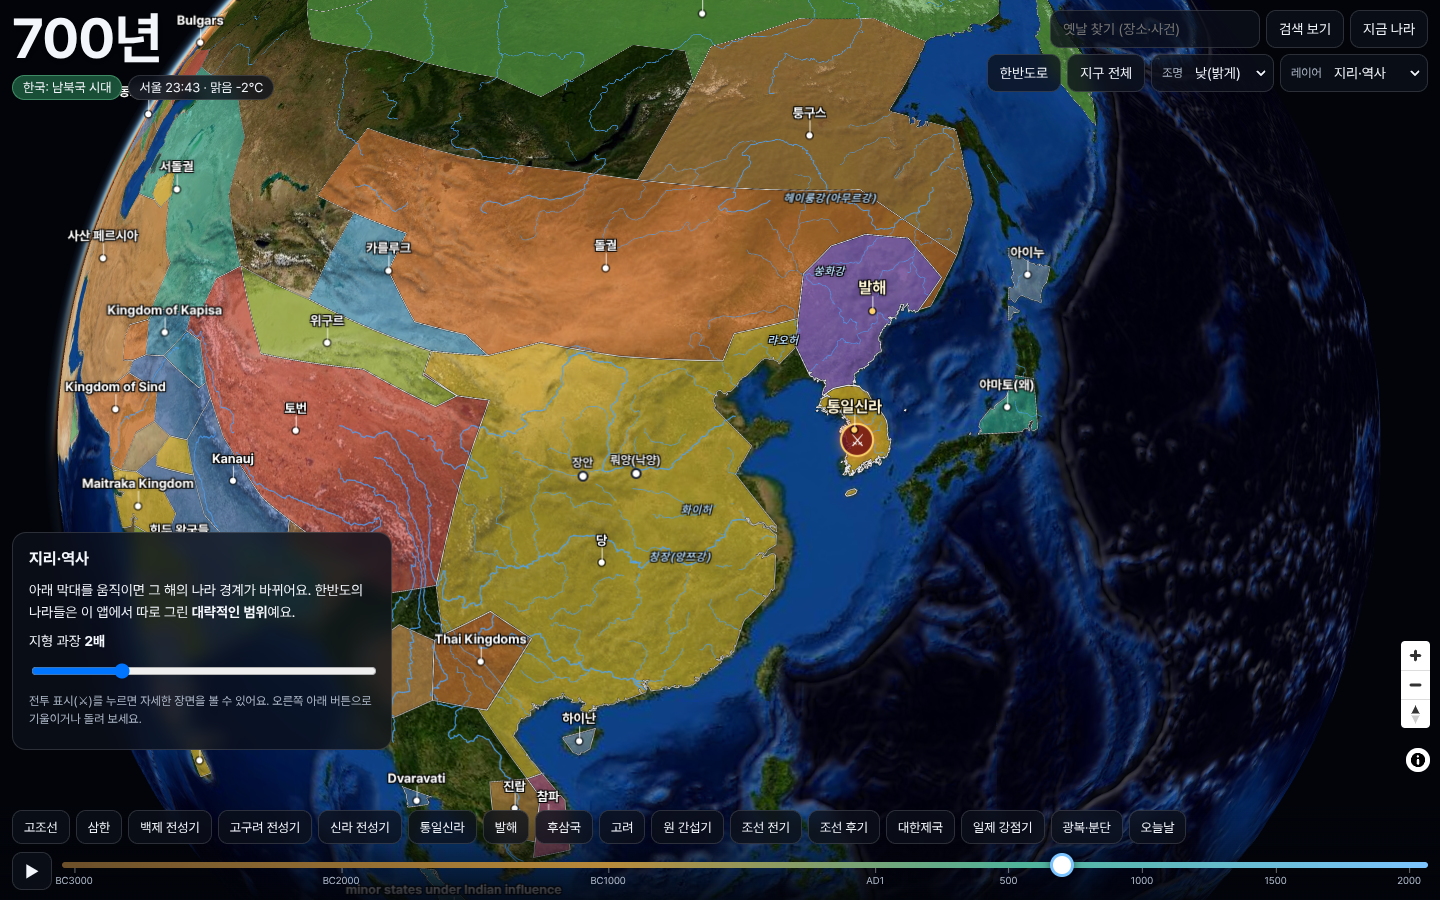 700년
한국: 남북국 시대
서울 23:43 · 맑음 -2°C
옛날 찾기 (장소·사건)
검색 보기
지금 나라
한반도로
지구 전체
조명 낮(밝게)
레이어 지리·역사
Bulgars
퉁구스
서돌궐
헤이룽강(아무르강)
사산 페르시아
카를루크
돌궐
아이누
쑹화강
발해
Kingdom of Kapisa
위구르
라오허
Kingdom of Sind
야마토(왜)
토번
통일신라
Kanauj
장안
뤄양(낙양)
Maitraka Kingdom
화이허
힌두 왕국들
당
창장(양쯔강)
지리·역사
아래 막대를 움직이면 그 해의 나라 경계가 바뀌어요. 한반도의
나라들은 이 앱에서 따로 그린 대략적인 범위예요.
지형 과장 2배
전투 표시(⚔)를 누르면 자세한 장면을 볼 수 있어요. 오른쪽 아래 버튼으로
기울이거나 돌려 보세요.
Thai Kingdoms
하이난
Dvaravati
진랍
참파
고조선
삼한
백제 전성기
고구려 전성기
신라 전성기
통일신라
발해
후삼국
고려
원 간섭기
조선 전기
조선 후기
대한제국
일제 강점기
광복·분단
오늘날
BC3000
BC2000
BC1000
AD1
500
1000
1500
2000
minor states under Indian influence